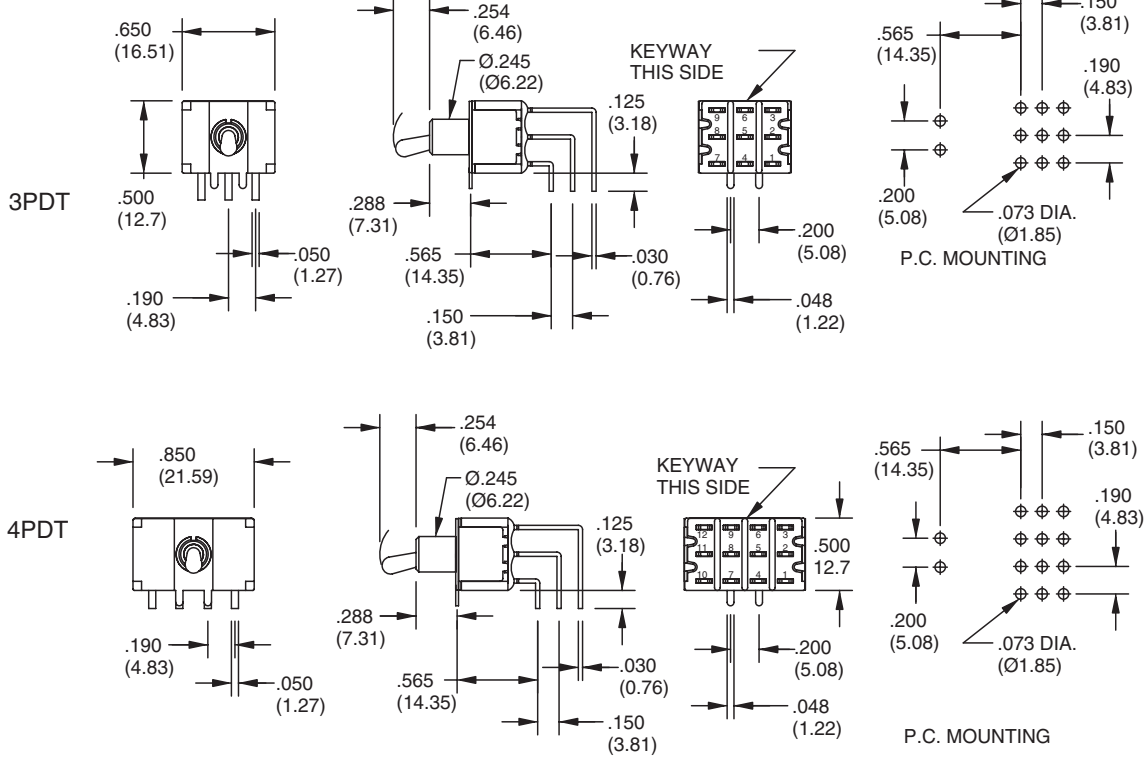 3PDT
.650
(16.51)
.500
(12.7)
.050
(1.27)
.190
(4.83)
.254
(6.46)
Ø.245
(Ø6.22)
.125
(3.18)
.288
(7.31)
.565
(14.35)
.030
(0.76)
.150
(3.81)
KEYWAY
THIS SIDE
9 6 3
8 5 2
7 4 1
.200
(5.08)
.048
(1.22)
.150
(3.81)
.565
(14.35)
.190
(4.83)
.200
(5.08)
.073 DIA.
(Ø1.85)
P.C. MOUNTING
4PDT
.850
(21.59)
.190
(4.83)
.050
(1.27)
.254
(6.46)
Ø.245
(Ø6.22)
.125
(3.18)
.288
(7.31)
.565
(14.35)
.030
(0.76)
.150
(3.81)
KEYWAY
THIS SIDE
12 9 6 3
11 8 5 2
10 7 4 1
.500
12.7
.200
(5.08)
.048
(1.22)
.150
(3.81)
.565
(14.35)
.190
(4.83)
.200
(5.08)
.073 DIA.
(Ø1.85)
P.C. MOUNTING